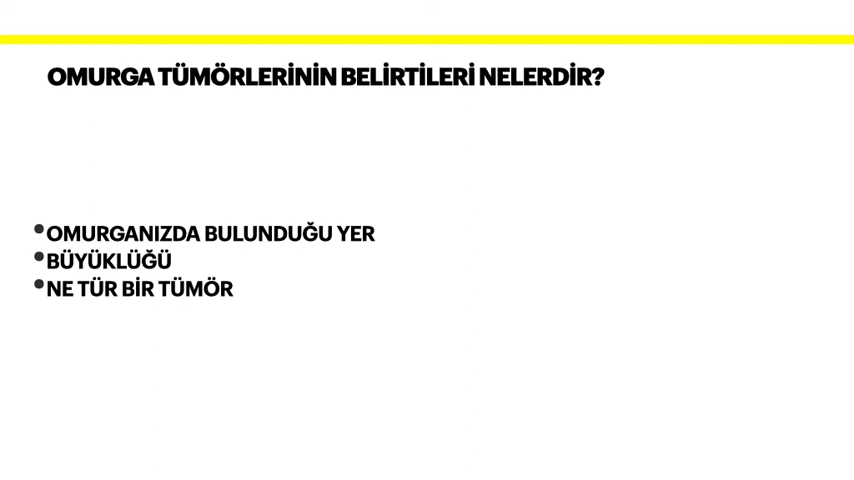 OMURGA TÜMÖRLERİNİN BELİRTİLERİ NELERDİR?
•OMURGANIZDA BULUNDUĞU YER
•BÜYÜKLÜĞÜ
•NE TÜR BİR TÜMÖR